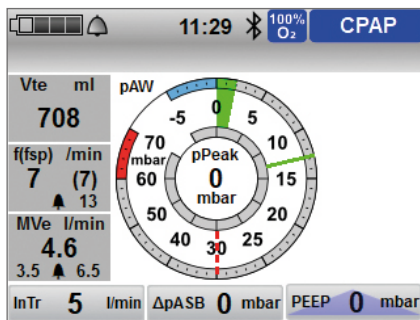 11:29 100% O₂ CPAP
Vte ml
708
f(fsp) /min
7 (7)
13
MVe l/min
4.6
3.5 6.5
pAW
-5 0 5
10
15
20
25
30
40
50
60
70
mbar
pPeak
0
mbar
InTr 5 l/min
ΔpASB 0 mbar
PEEP 0 mbar